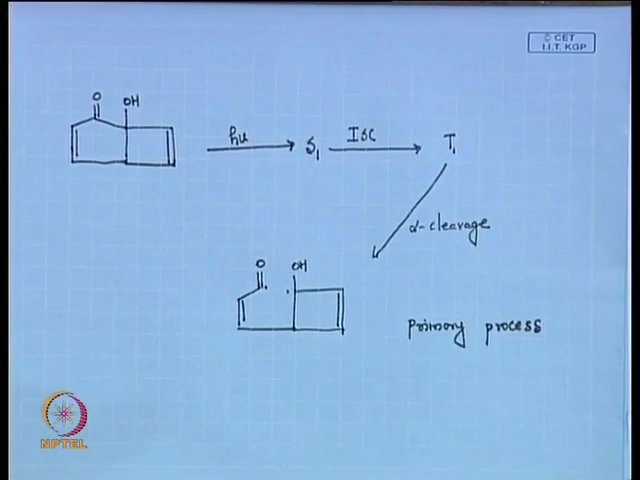 © CET
I.I.T. KGP
O
OH
hν
S1
ISC
T1
α-cleavage
O
OH
Primary process
NPTEL